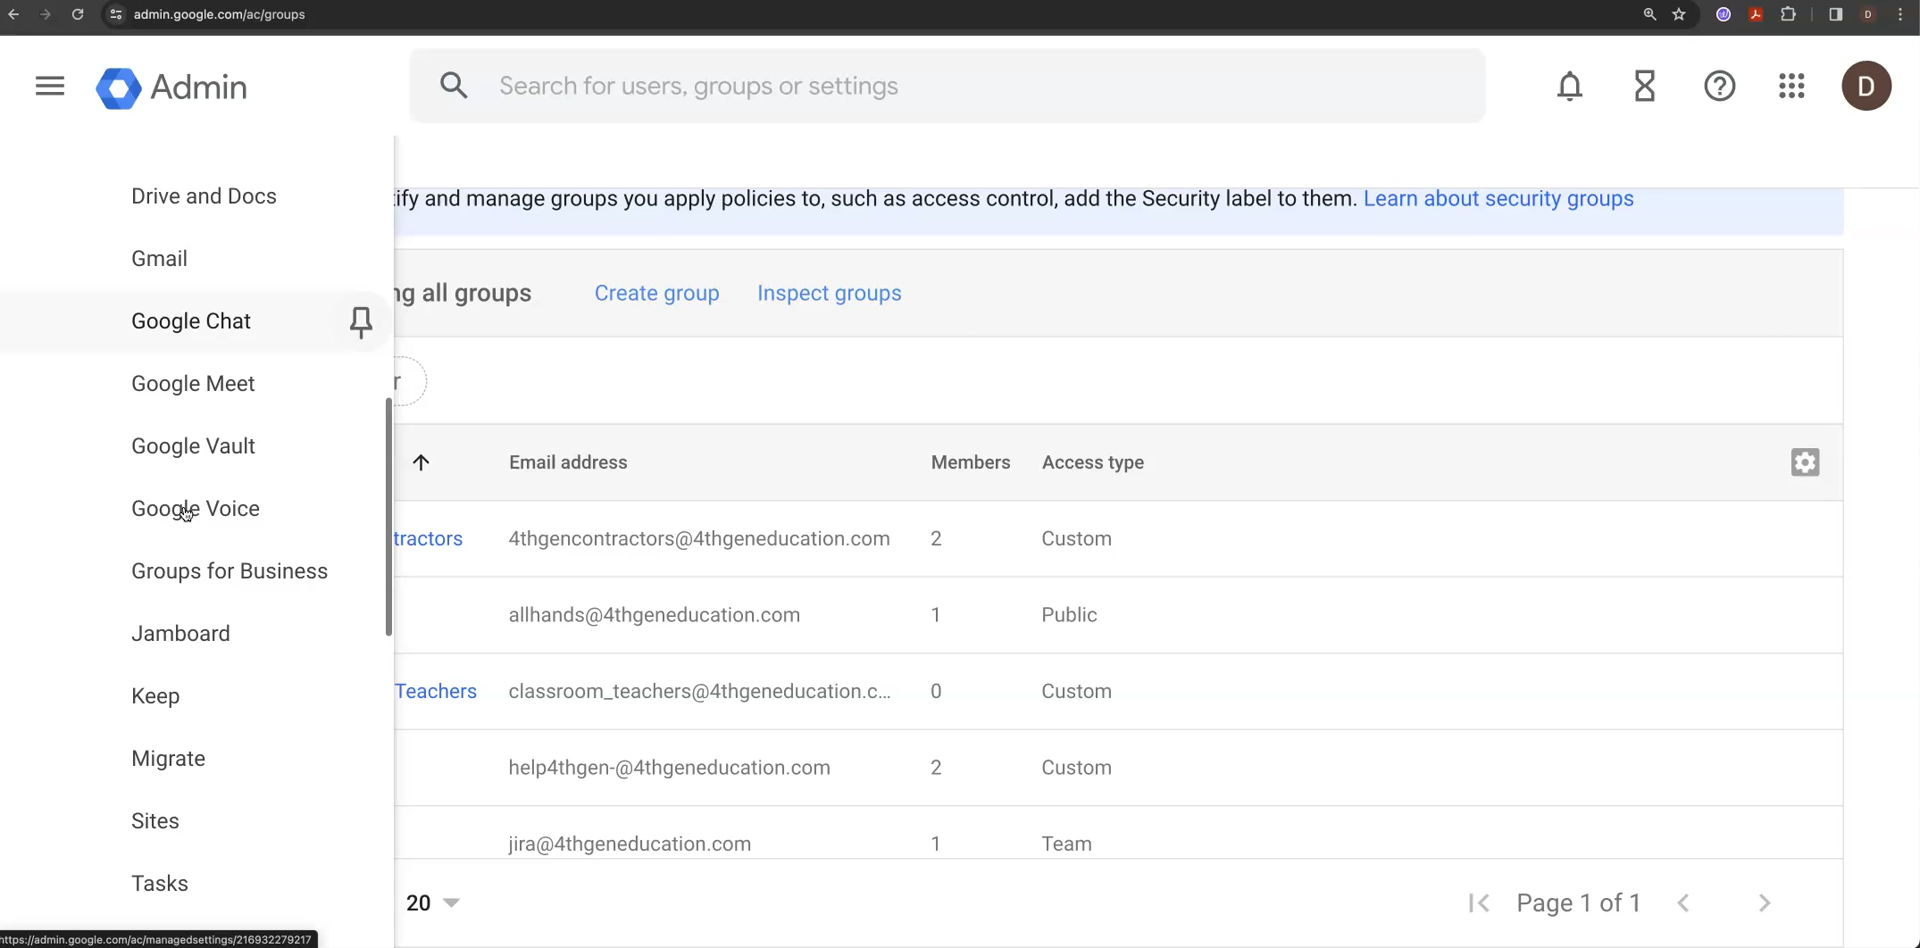 admin.google.com/ac/groups
D
Admin
Search for users, groups or settings
D
Drive and Docs
Gmail
Google Chat
Google Meet
Google Vault
Google Voice
Groups for Business
Jamboard
Keep
Migrate
Sites
Tasks
https://admin.google.com/ac/managedsettings/216932279217
tify and manage groups you apply policies to, such as access control, add the Security label to them. Learn about security groups
ng all groups Create group Inspect groups
r
Email address Members Access type
tractors 4thgencontractors@4thgeneducation.com 2 Custom
allhands@4thgeneducation.com 1 Public
Teachers classroom_teachers@4thgeneducation.c... 0 Custom
help4thgen-@4thgeneducation.com 2 Custom
jira@4thgeneducation.com 1 Team
20 Page 1 of 1